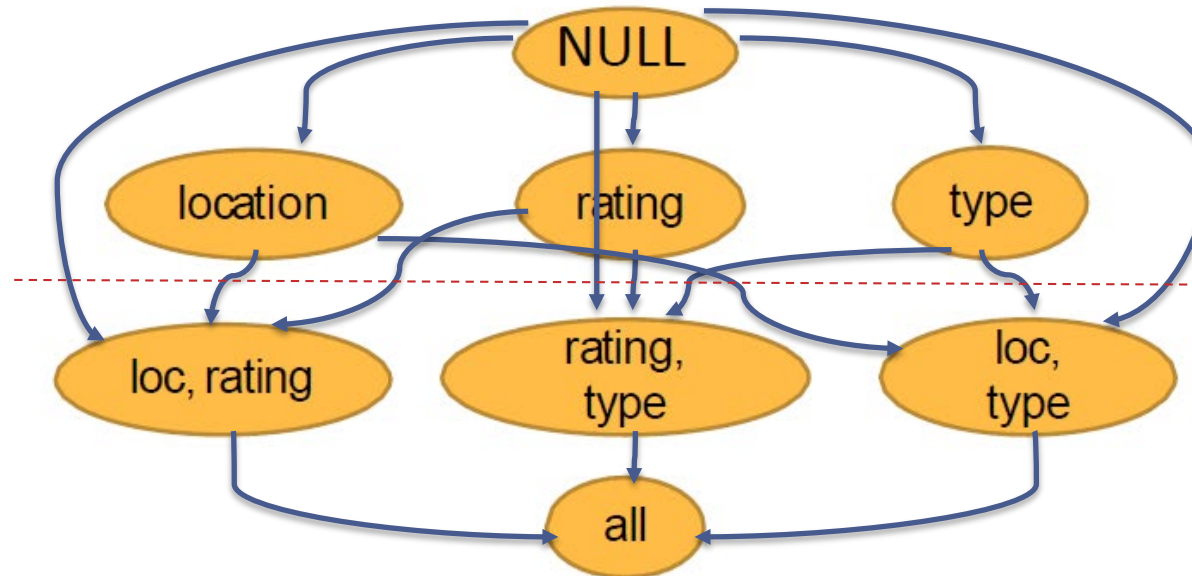 NULL
location
rating
type
loc, rating
rating,
type
loc,
type
all